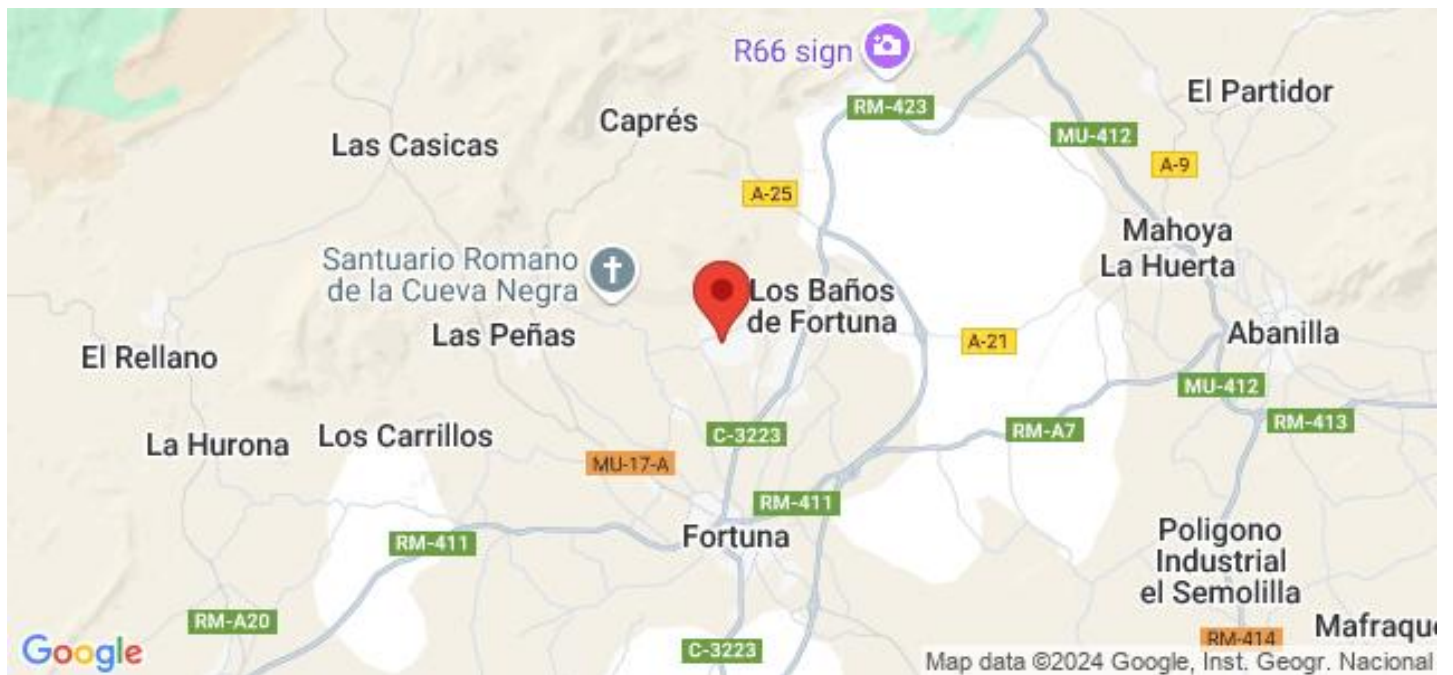 R66 sign
RM-423
El Partidor
Caprés
MU-412
Las Casicas
A-9
A-25
Mahoya
Santuario Romano
de la Cueva Negra
La Huerta
Los Baños
de Fortuna
Las Peñas
El Rellano
A-21
Abanilla
MU-412
La Hurona
Los Carrillos
C-3223
RM-A7
RM-413
MU-17-A
RM-411
RM-411
Fortuna
Poligono
Industrial
el Semolilla
RM-A20
Mafraqu
Google
C-3223
RM-414
Map data ©2024 Google, Inst. Geogr. Nacional